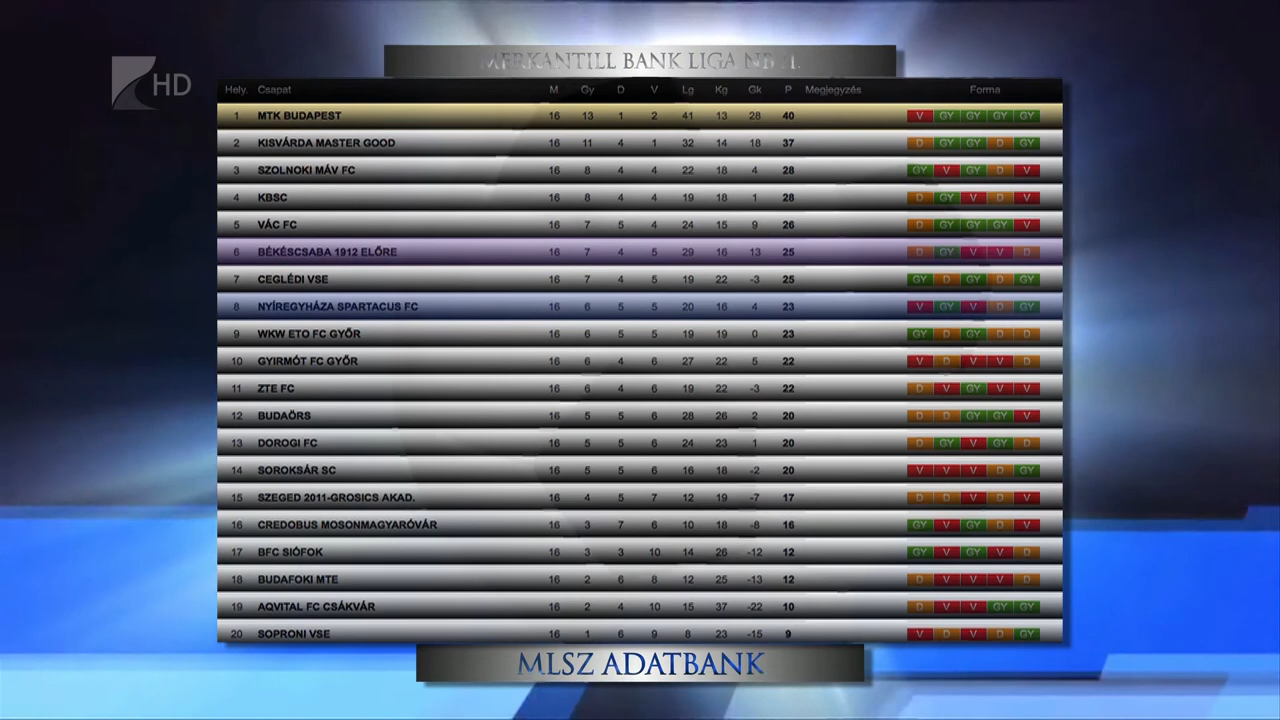 HD
MERKANTILL BANK LIGA NB I.
Hely. Csapat M Gy D V Lg Kg Gk P Megjegyzés Forma
1 MTK BUDAPEST 16 13 1 2 41 13 28 40 V GY GY GY GY
2 KISVÁRDA MASTER GOOD 16 11 4 1 32 14 18 37 D GY GY D GY
3 SZOLNOKI MÁV FC 16 8 4 4 22 18 4 28 GY V GY D V
4 KBSC 16 8 4 4 19 18 1 28 D GY V D V
5 VÁC FC 16 7 5 4 24 15 9 26 D GY GY GY V
6 BÉKÉSCSABA 1912 ELŐRE 16 7 4 5 29 16 13 25 D GY V V D
7 CEGLÉDI VSE 16 7 4 5 19 22 -3 25 GY D GY D GY
8 NYÍREGYHÁZA SPARTACUS FC 16 6 5 5 20 16 4 23 V GY V D GY
9 WKW ETO FC GYŐR 16 6 5 5 19 19 0 23 GY D GY D D
10 GYIRMÓT FC GYŐR 16 6 4 6 27 22 5 22 V D V V D
11 ZTE FC 16 6 4 6 19 22 -3 22 D V GY V V
12 BUDAÖRS 16 5 5 6 28 26 2 20 D D GY GY V
13 DOROGI FC 16 5 5 6 24 23 1 20 D GY V GY D
14 SOROKSÁR SC 16 5 5 6 16 18 -2 20 V V V D GY
15 SZEGED 2011-GROSICS AKAD. 16 4 5 7 12 19 -7 17 D D V D V
16 CREDOBUS MOSONMAGYARÓVÁR 16 3 7 6 10 18 -8 16 GY V GY D V
17 BFC SIÓFOK 16 3 3 10 14 26 -12 12 GY V GY V D
18 BUDAFOKI MTE 16 2 6 8 12 25 -13 12 D V V V D
19 AQVITAL FC CSÁKVÁR 16 2 4 10 15 37 -22 10 D V V GY GY
20 SOPRONI VSE 16 1 6 9 8 23 -15 9 V D V D GY
MLSZ ADATBANK